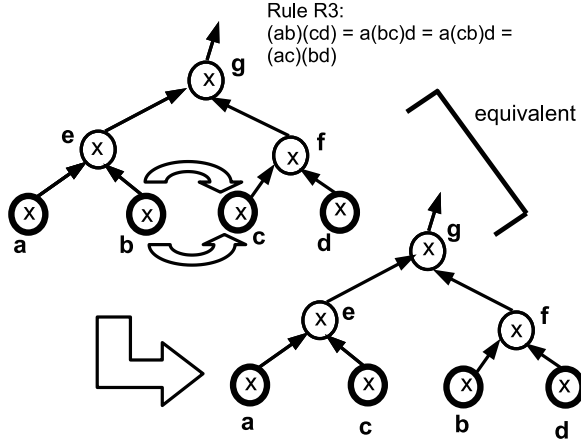 Rule R3:
(ab)(cd) = a(bc)d = a(cb)d =
(ac)(bd)
g
x
equivalent
e
f
x
x
x
x
x
x
a
b
c
d
g
x
e
f
x
x
x
x
x
x
a
c
b
d